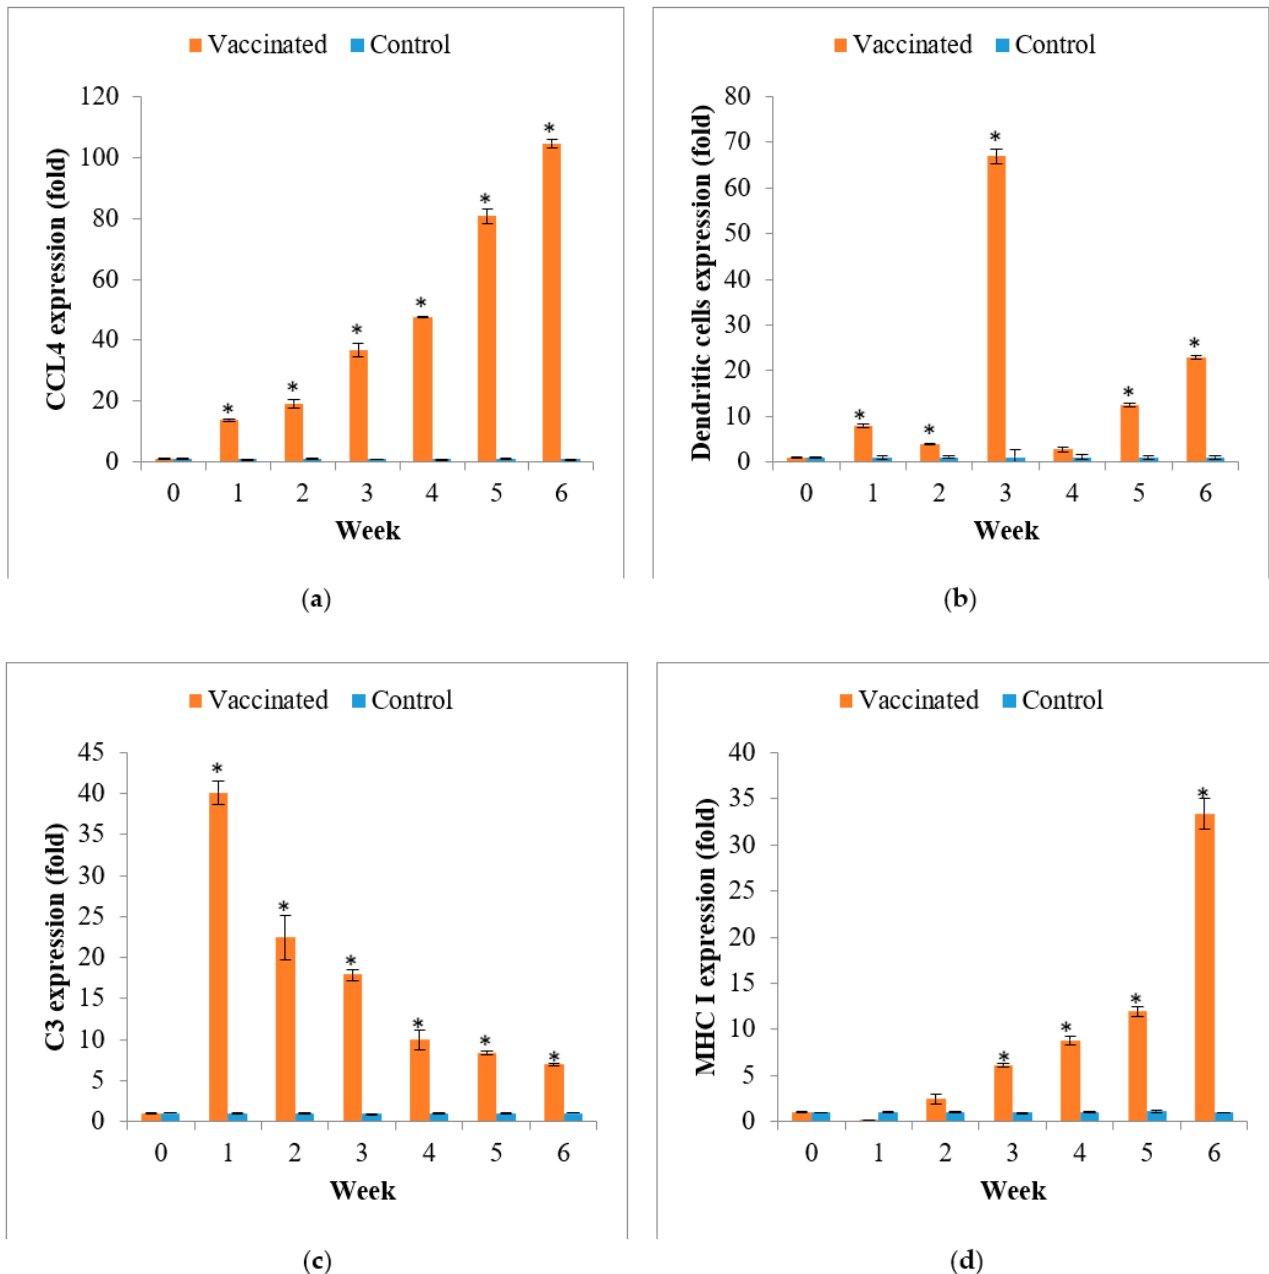 Vaccinated Control
CCL4 expression (fold)
120
100
80
60
40
20
0
* * * * * *
0 1 2 3 4 5 6
Week
(a)
Vaccinated Control
Dendritic cells expression (fold)
80
70
60
50
40
30
20
10
0
* * * * *
0 1 2 3 4 5 6
Week
(b)
Vaccinated Control
C3 expression (fold)
45
40
35
30
25
20
15
10
5
0
* * * * * *
0 1 2 3 4 5 6
Week
(c)
Vaccinated Control
MHC I expression (fold)
40
35
30
25
20
15
10
5
0
* * * *
0 1 2 3 4 5 6
Week
(d)